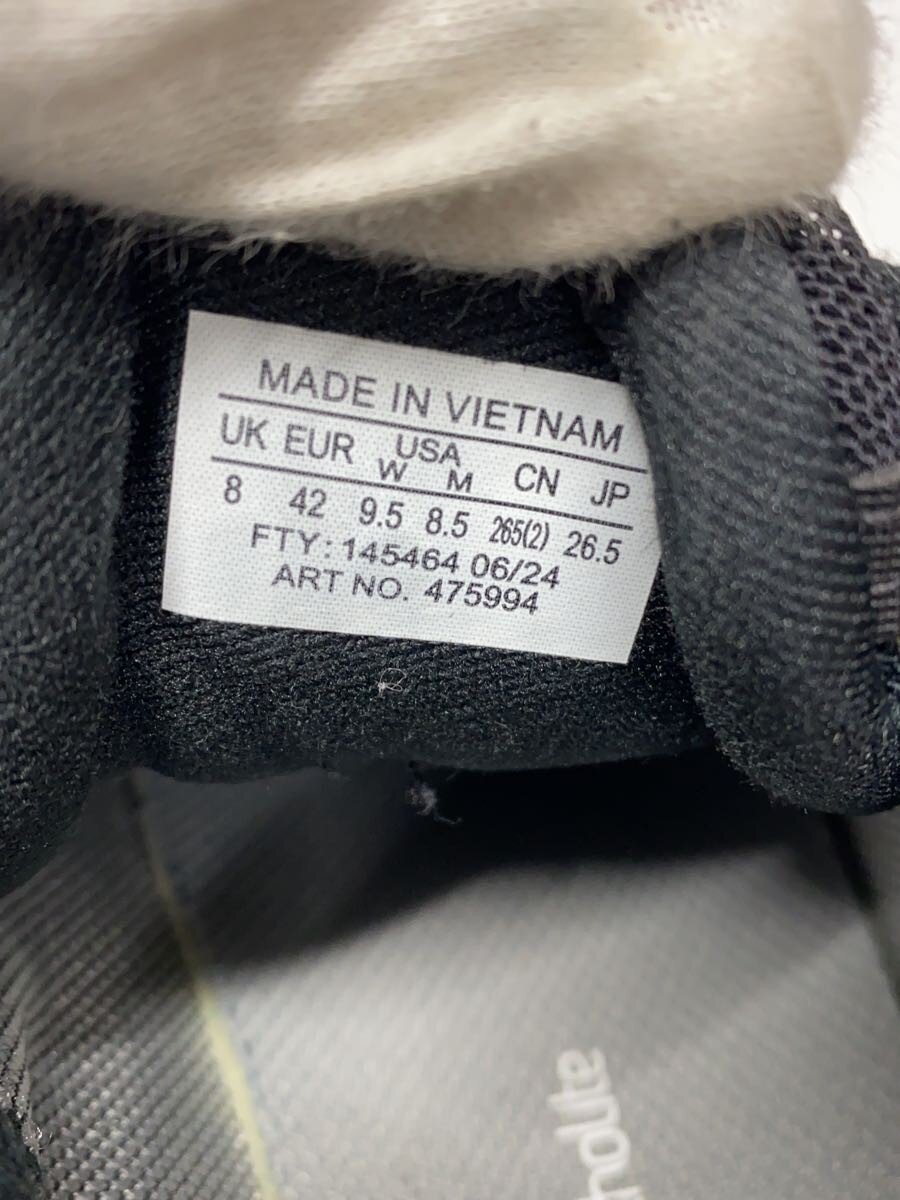 MADE IN VIETNAM
UK EUR USA CN JP
W M
8 42 9.5 8.5 265(2) 26.5
FTY: 145464 06/24
ART NO. 475994